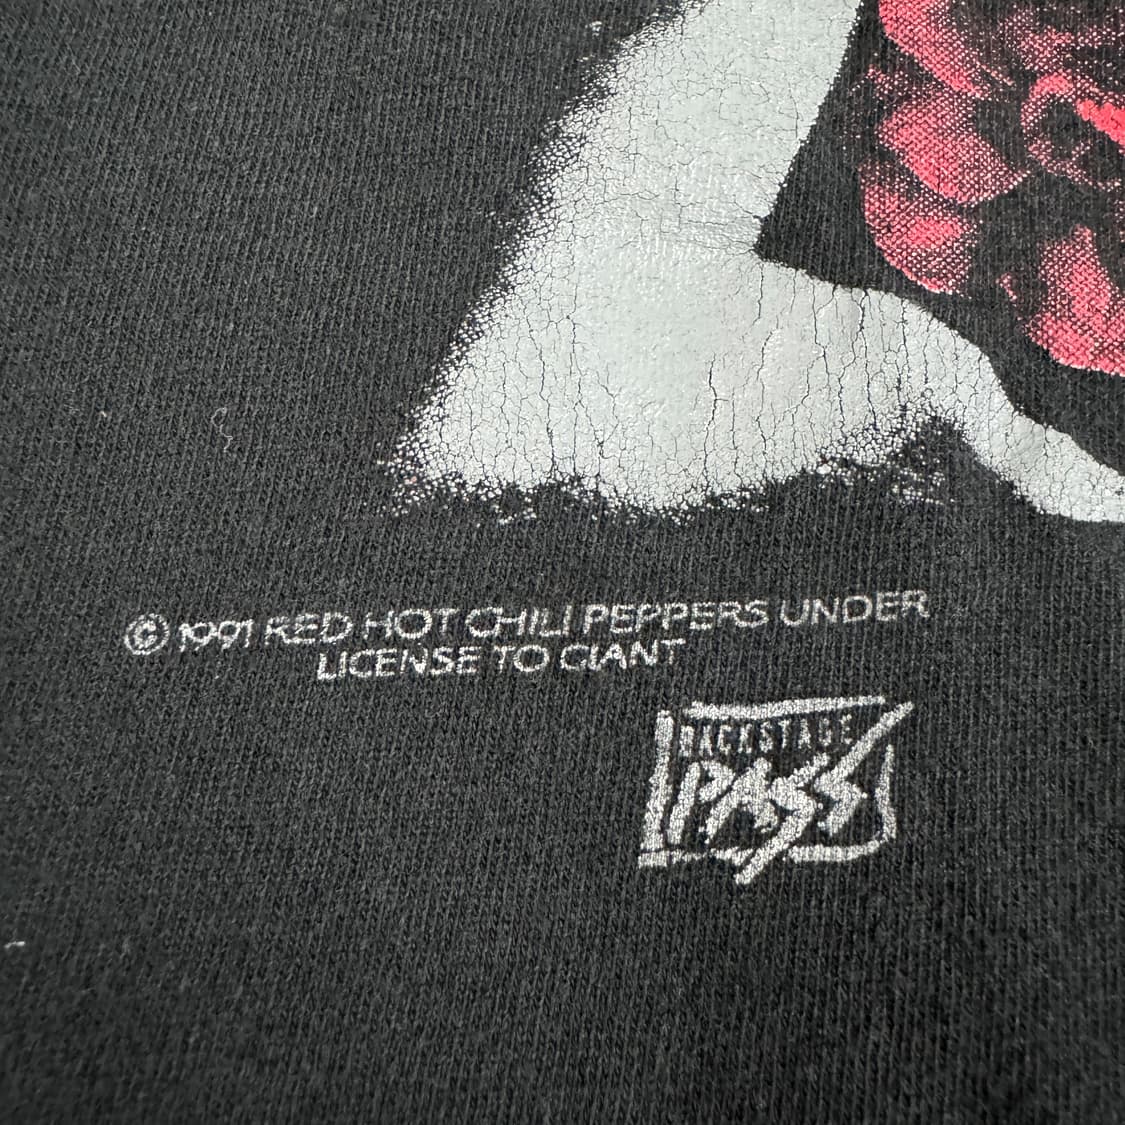 © 1991 RED HOT CHILI PEPPERS UNDER
LICENSE TO GIANT
BACKSTAGE
PASS